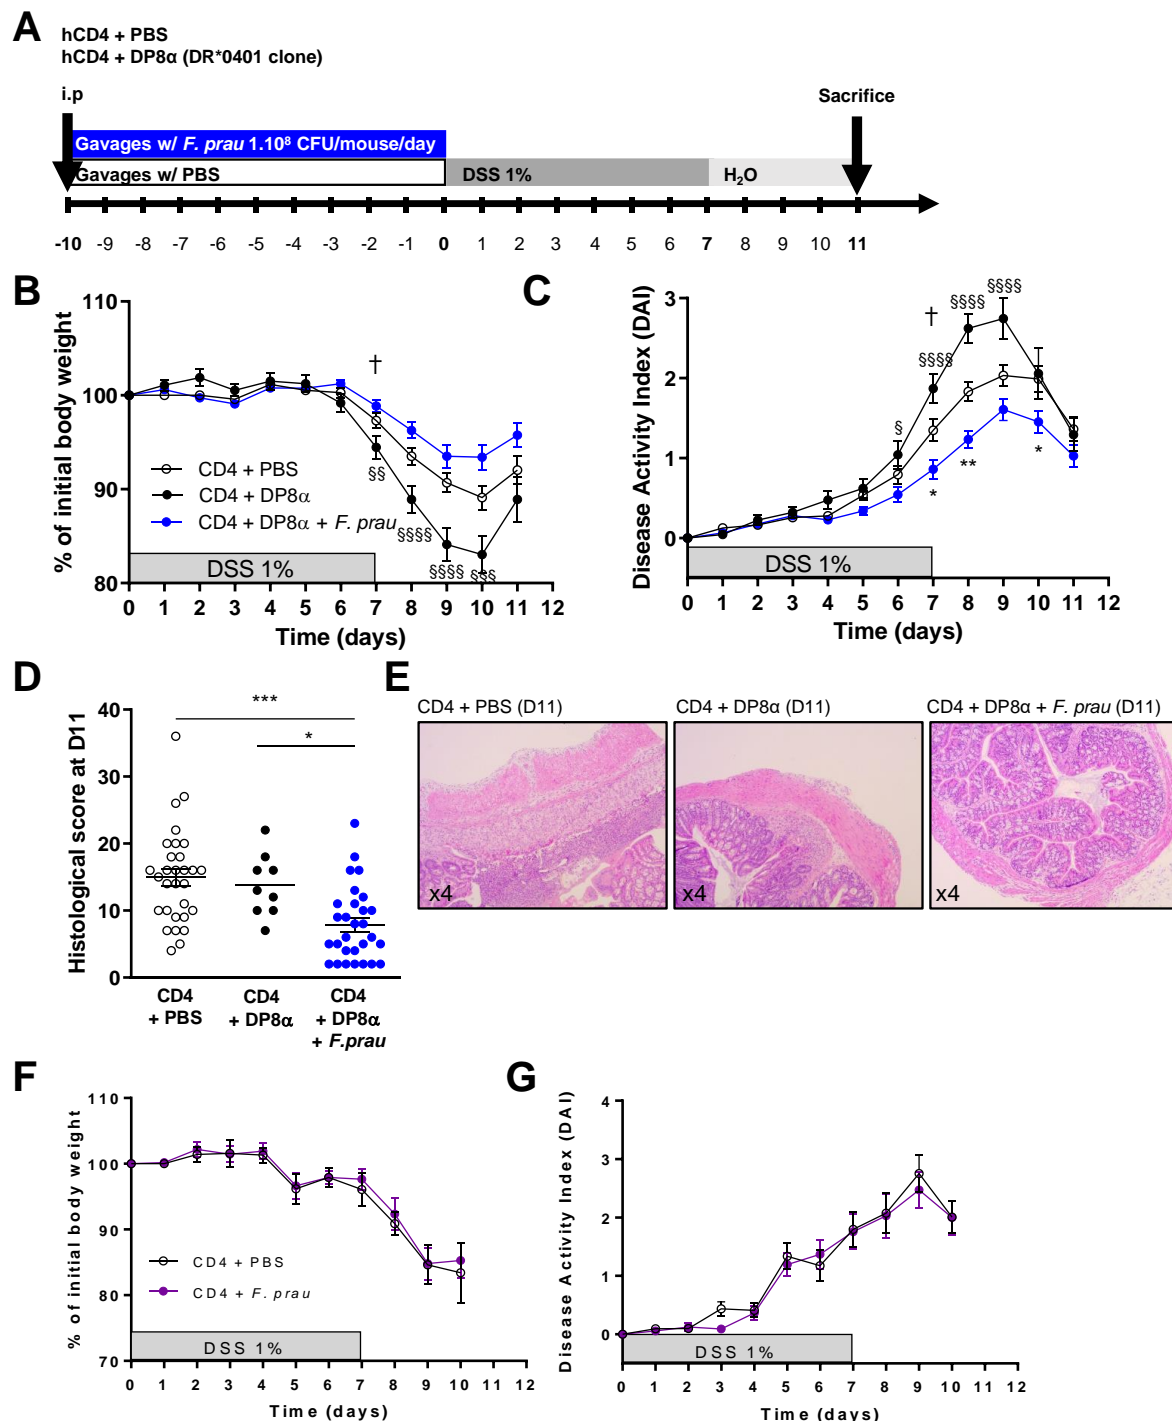 A
hCD4 + PBS
hCD4 + DP8α (DR*0401 clone)
i.p
Sacrifice
Gavages w/ F. prau 1.10⁸ CFU/mouse/day
Gavages w/ PBS
DSS 1%
H₂O
-10 -9 -8 -7 -6 -5 -4 -3 -2 -1 0 1 2 3 4 5 6 7 8 9 10 11
B
% of initial body weight
110
100
90
80
†
§§
§§§§
§§§§
§§§
CD4 + PBS
CD4 + DP8α
CD4 + DP8α + F. prau
DSS 1%
0 1 2 3 4 5 6 7 8 9 10 11 12
Time (days)
C
Disease Activity Index (DAI)
3
2
1
0
§
†
§§§§
§§§§
§§§§
*
**
*
DSS 1%
0 1 2 3 4 5 6 7 8 9 10 11 12
Time (days)
D
Histological score at D11
40
30
20
10
0
***
*
CD4 + PBS
CD4 + DP8α
CD4 + DP8α + F.prau
E
CD4 + PBS (D11)
CD4 + DP8α (D11)
CD4 + DP8α + F. prau (D11)
x4
x4
x4
F
% of initial body weight
110
100
90
80
70
CD4 + PBS
CD4 + F. prau
DSS 1%
0 1 2 3 4 5 6 7 8 9 10 11 12
Time (days)
G
Disease Activity Index (DAI)
4
3
2
1
0
DSS 1%
0 1 2 3 4 5 6 7 8 9 10 11 12
Time (days)